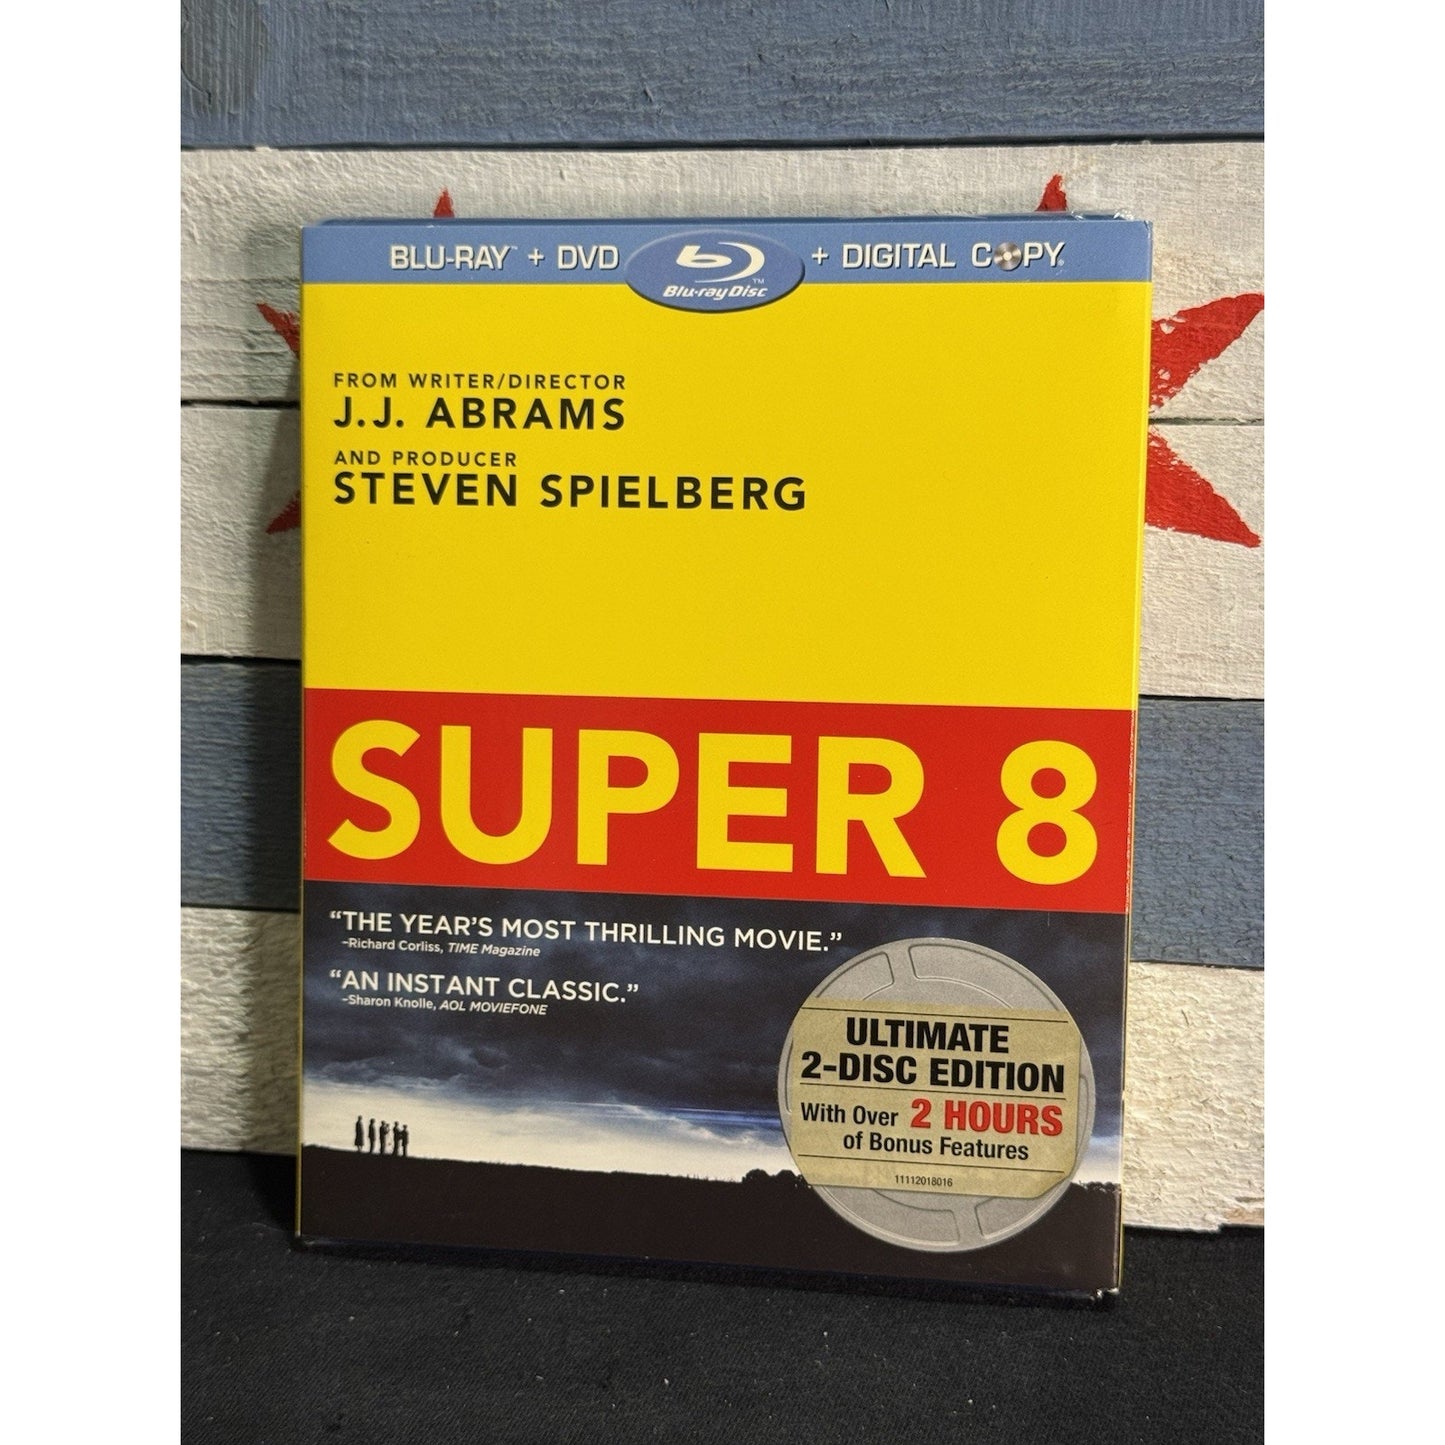 BLU-RAY™ + DVD Blu-ray Disc™ + DIGITAL COPY®
FROM WRITER/DIRECTOR
J.J. ABRAMS
AND PRODUCER
STEVEN SPIELBERG
SUPER 8
“THE YEAR’S MOST THRILLING MOVIE.”
–Richard Corliss, TIME Magazine
“AN INSTANT CLASSIC.”
–Sharon Knolle, AOL MOVIEFONE
ULTIMATE
2-DISC EDITION
With Over 2 HOURS
of Bonus Features
11112018016